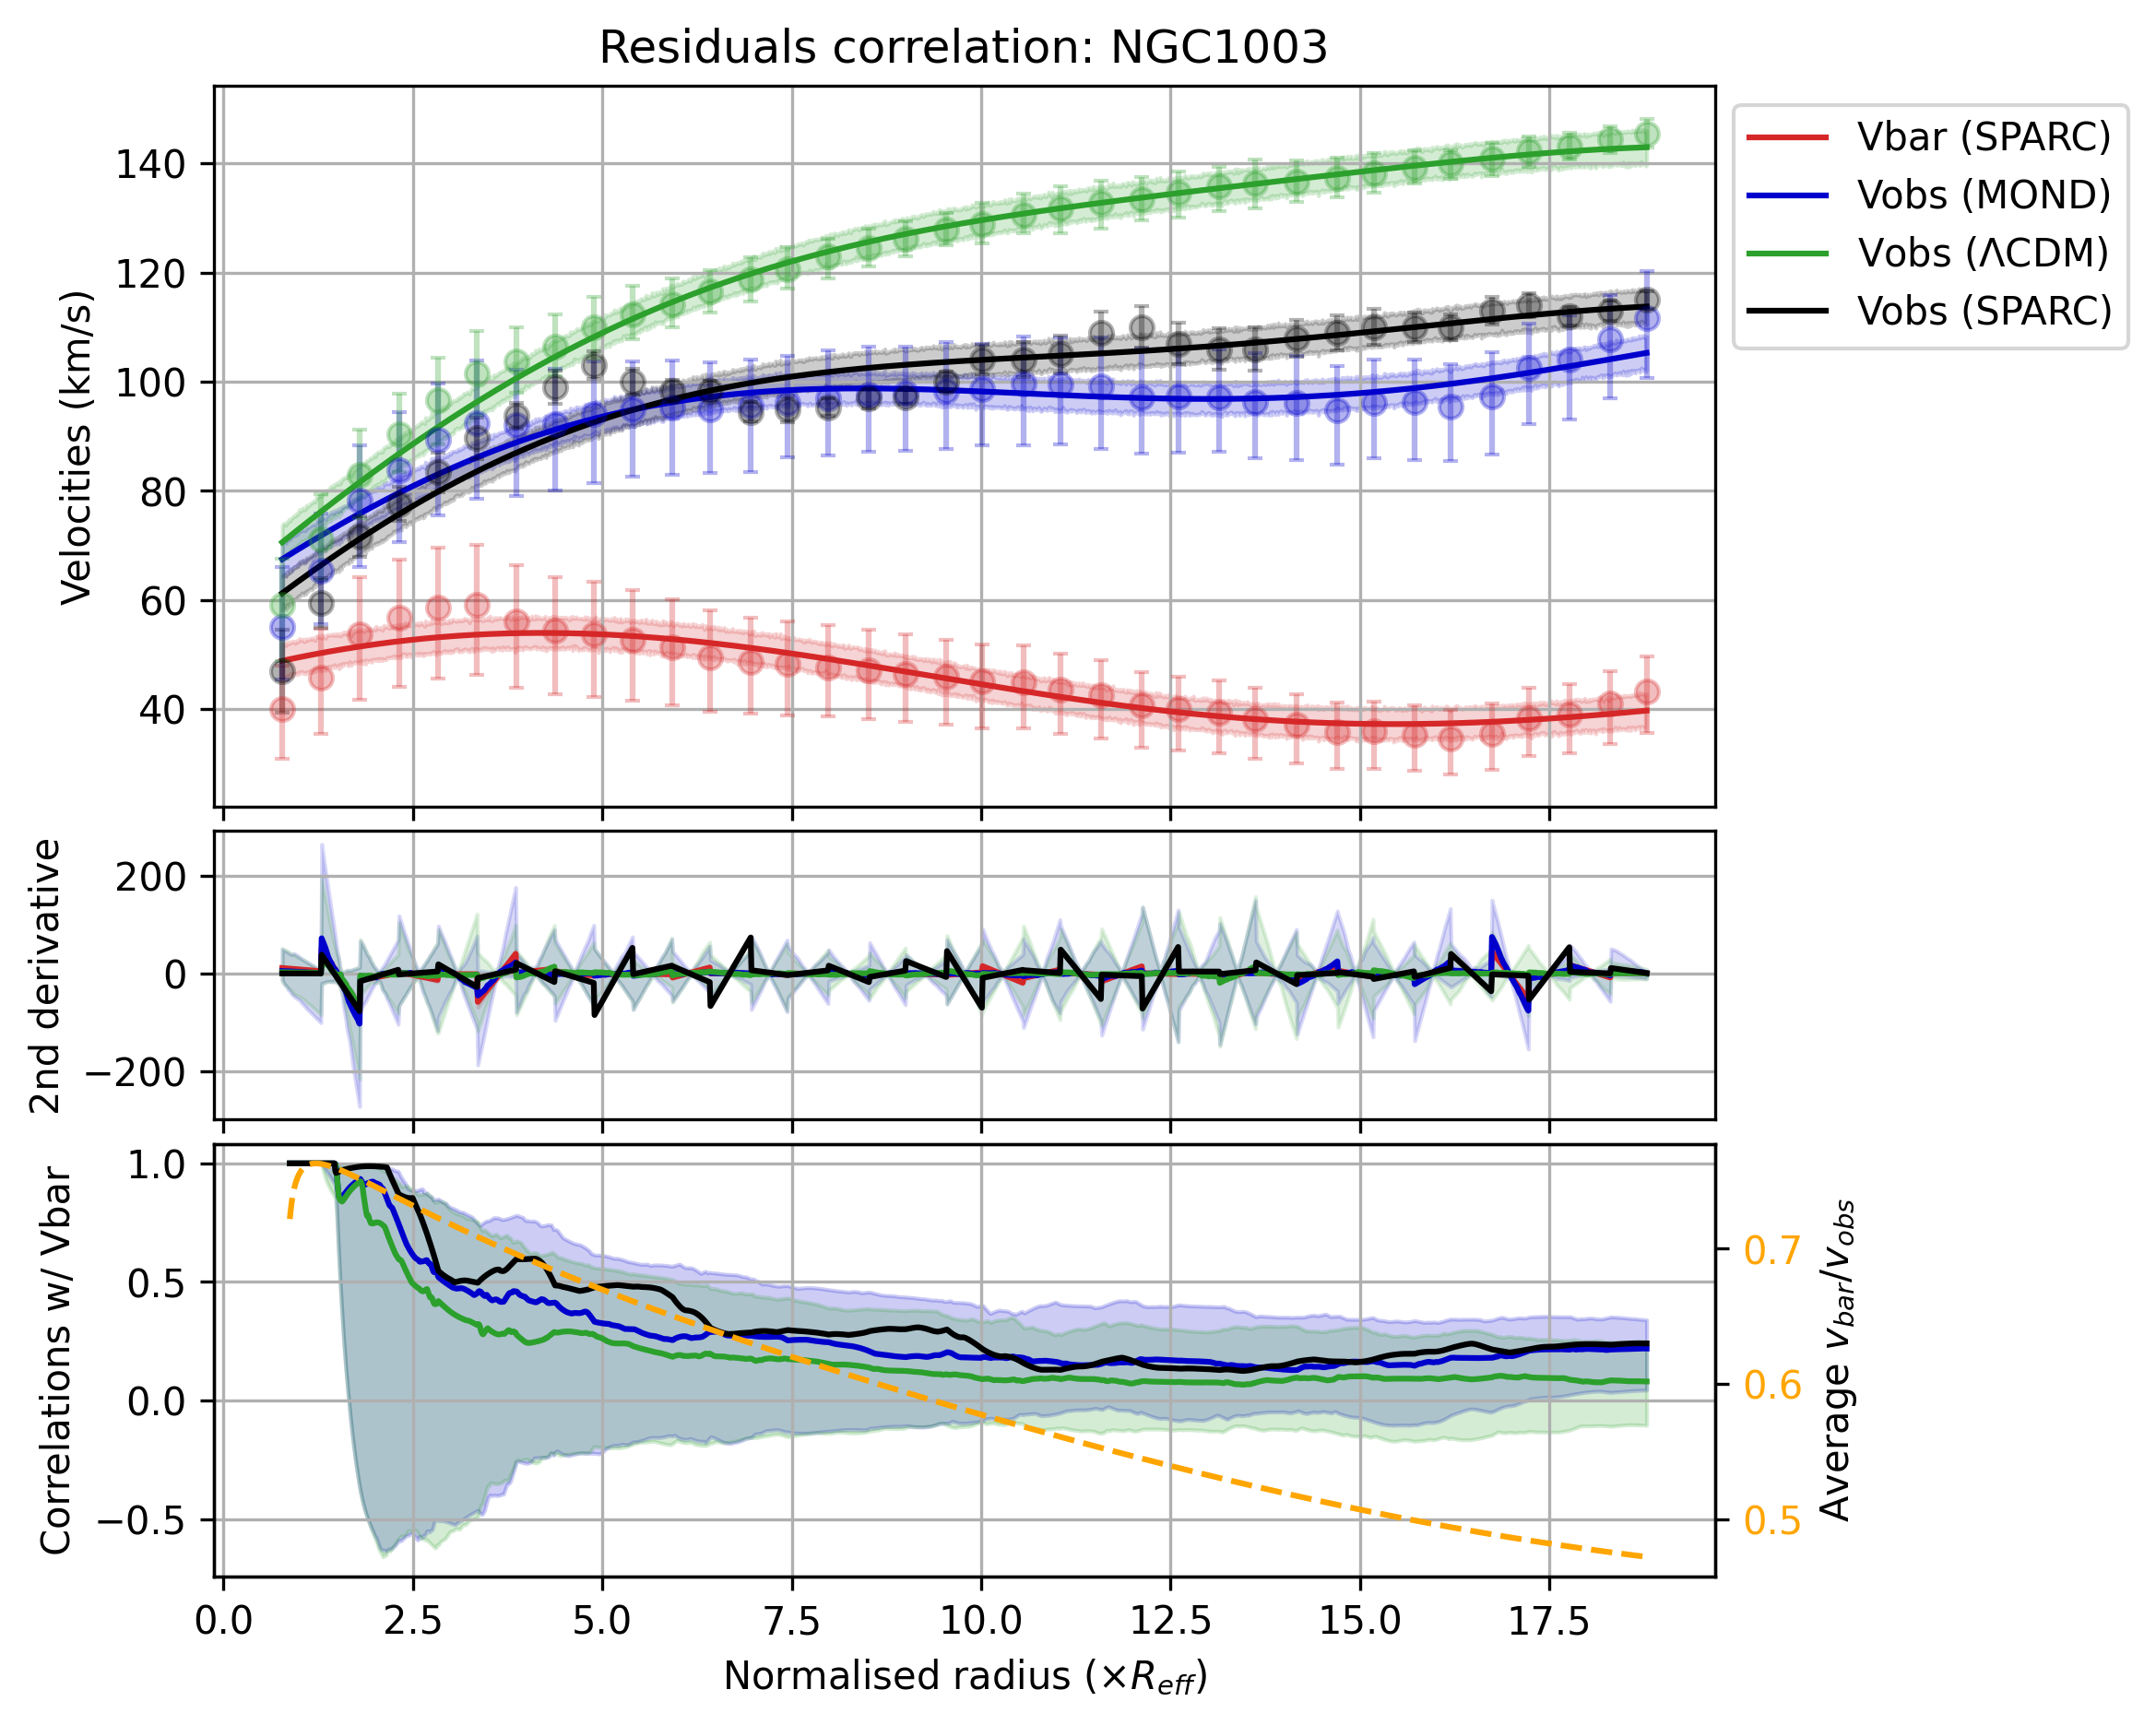 Residuals correlation: NGC1003
Velocities (km/s)
140
120
100
80
60
40
Vbar (SPARC)
Vobs (MOND)
Vobs (ΛCDM)
Vobs (SPARC)
2nd derivative
200
0
−200
Correlations w/ Vbar
1.0
0.5
0.0
−0.5
0.7
0.6
0.5
Average v_bar/v_obs
0.0 2.5 5.0 7.5 10.0 12.5 15.0 17.5
Normalised radius (×R_eff)